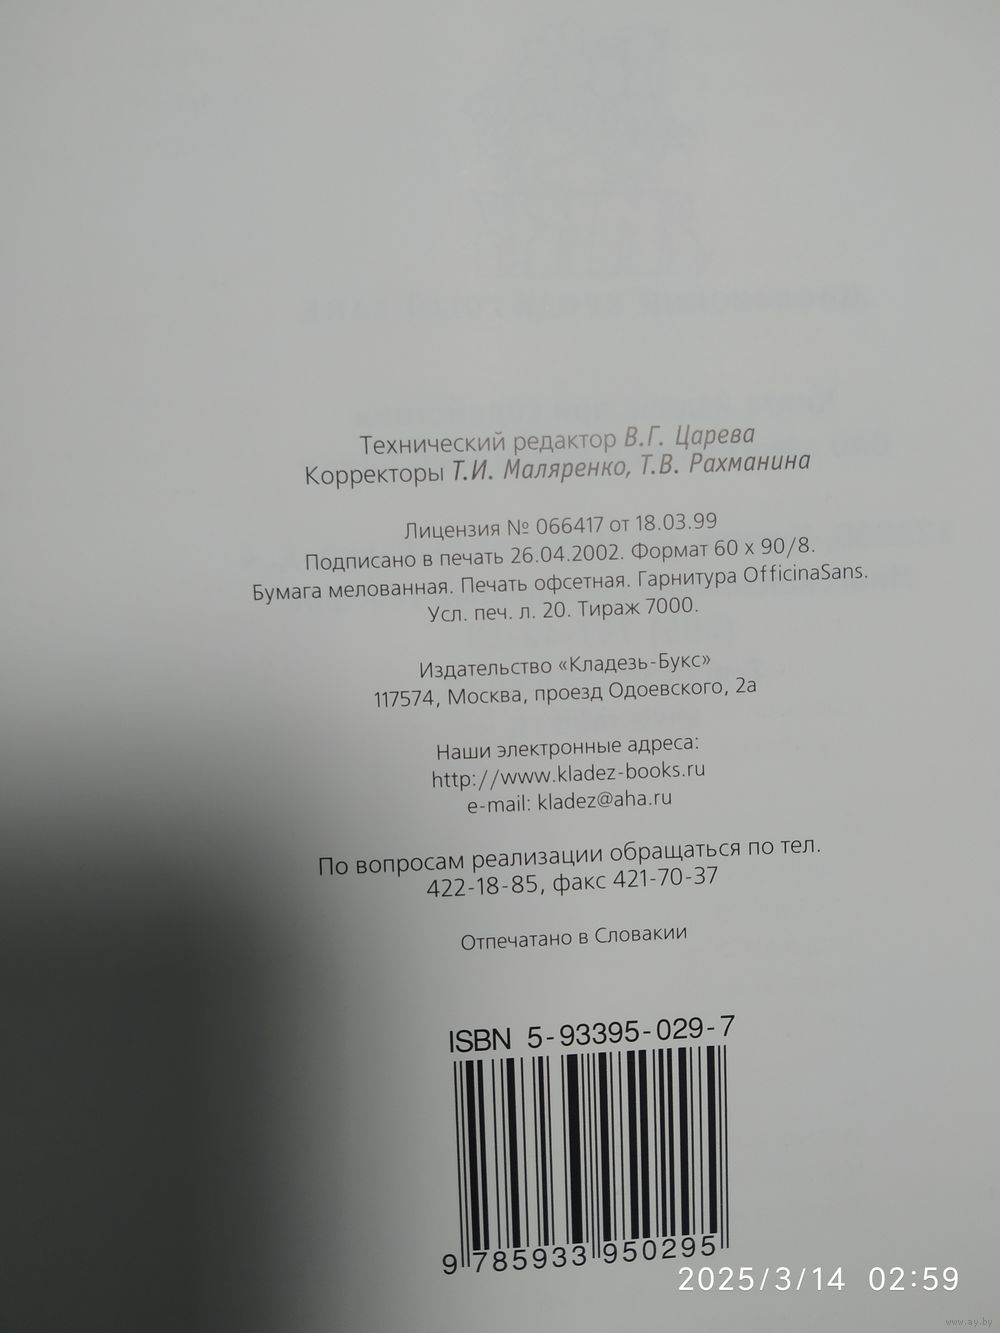 Технический редактор В.Г. Царева
Корректоры Т.И. Маляренко, Т.В. Рахманина
Лицензия № 066417 от 18.03.99
Подписано в печать 26.04.2002. Формат 60 х 90/8.
Бумага мелованная. Печать офсетная. Гарнитура OfficinaSans.
Усл. печ. л. 20. Тираж 7000.
Издательство «Кладезь-Букс»
117574, Москва, проезд Одоевского, 2а
Наши электронные адреса:
http://www.kladez-books.ru
e-mail: kladez@aha.ru
По вопросам реализации обращаться по тел.
422-18-85, факс 421-70-37
Отпечатано в Словакии
ISBN 5-93395-029-7
9 785933 950295
2025/3/14 02:59
www.ay.by